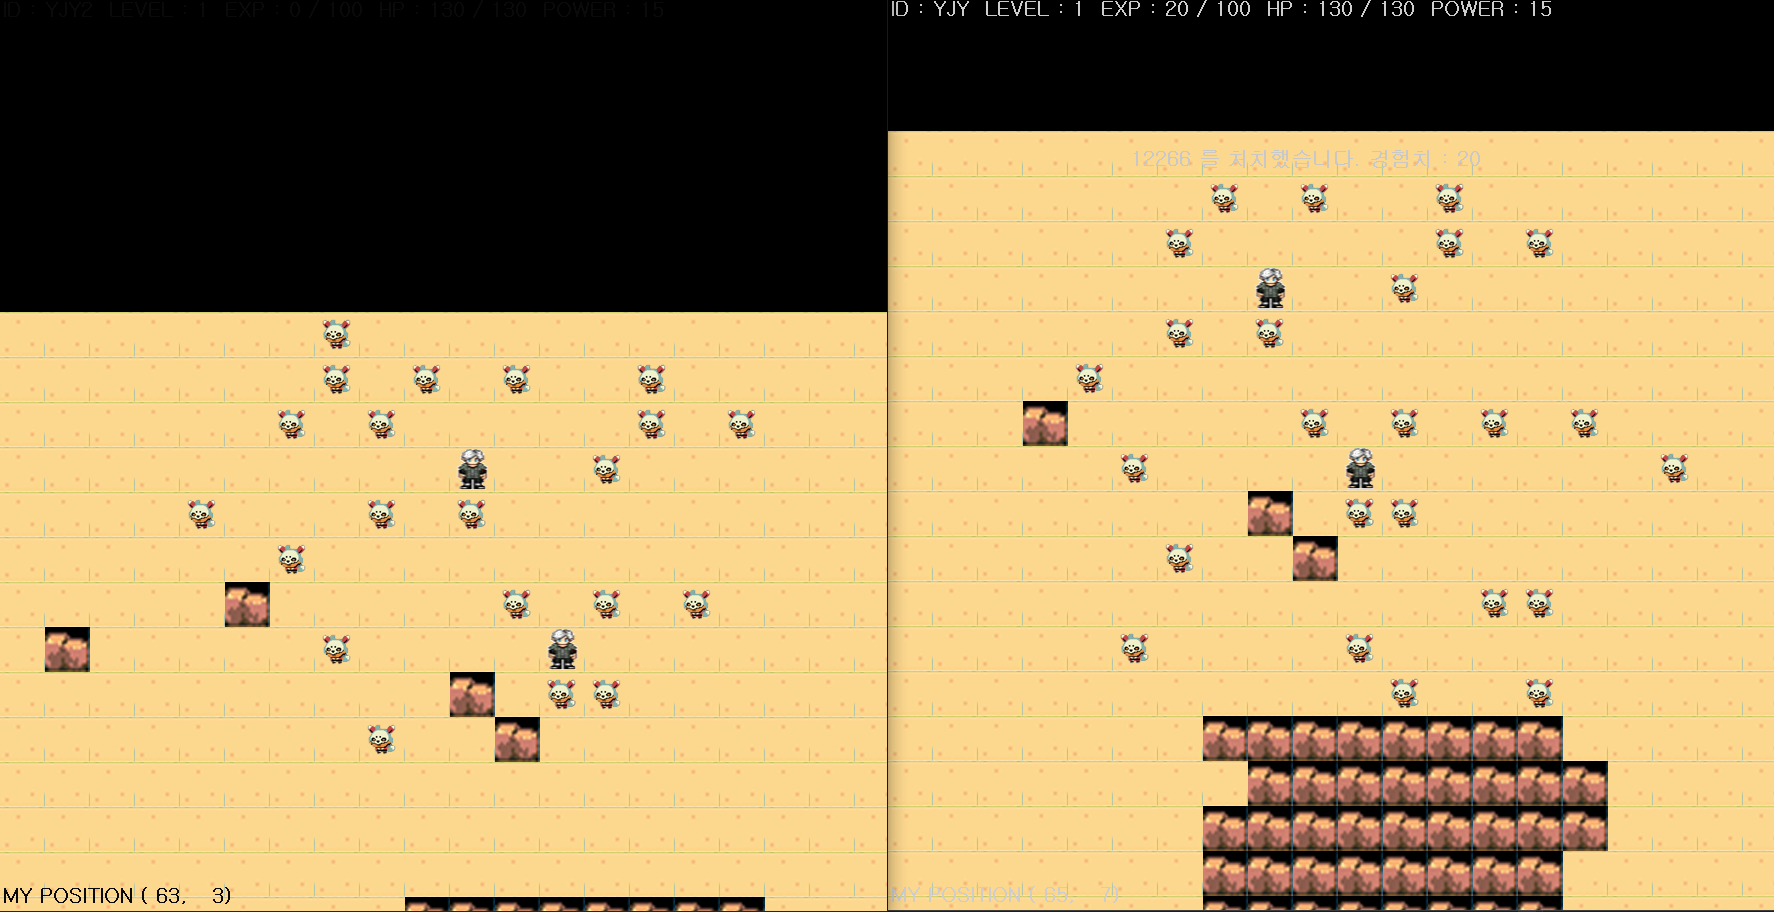 ID : YJY2 LEVEL : 1 EXP : 0 / 100 HP : 130 / 130 POWER : 15
MY POSITION ( 63, 3)
ID : YJY LEVEL : 1 EXP : 20 / 100 HP : 130 / 130 POWER : 15
12266 를 처치했습니다. 경험치 : 20
MY POSITION ( 65, 7)